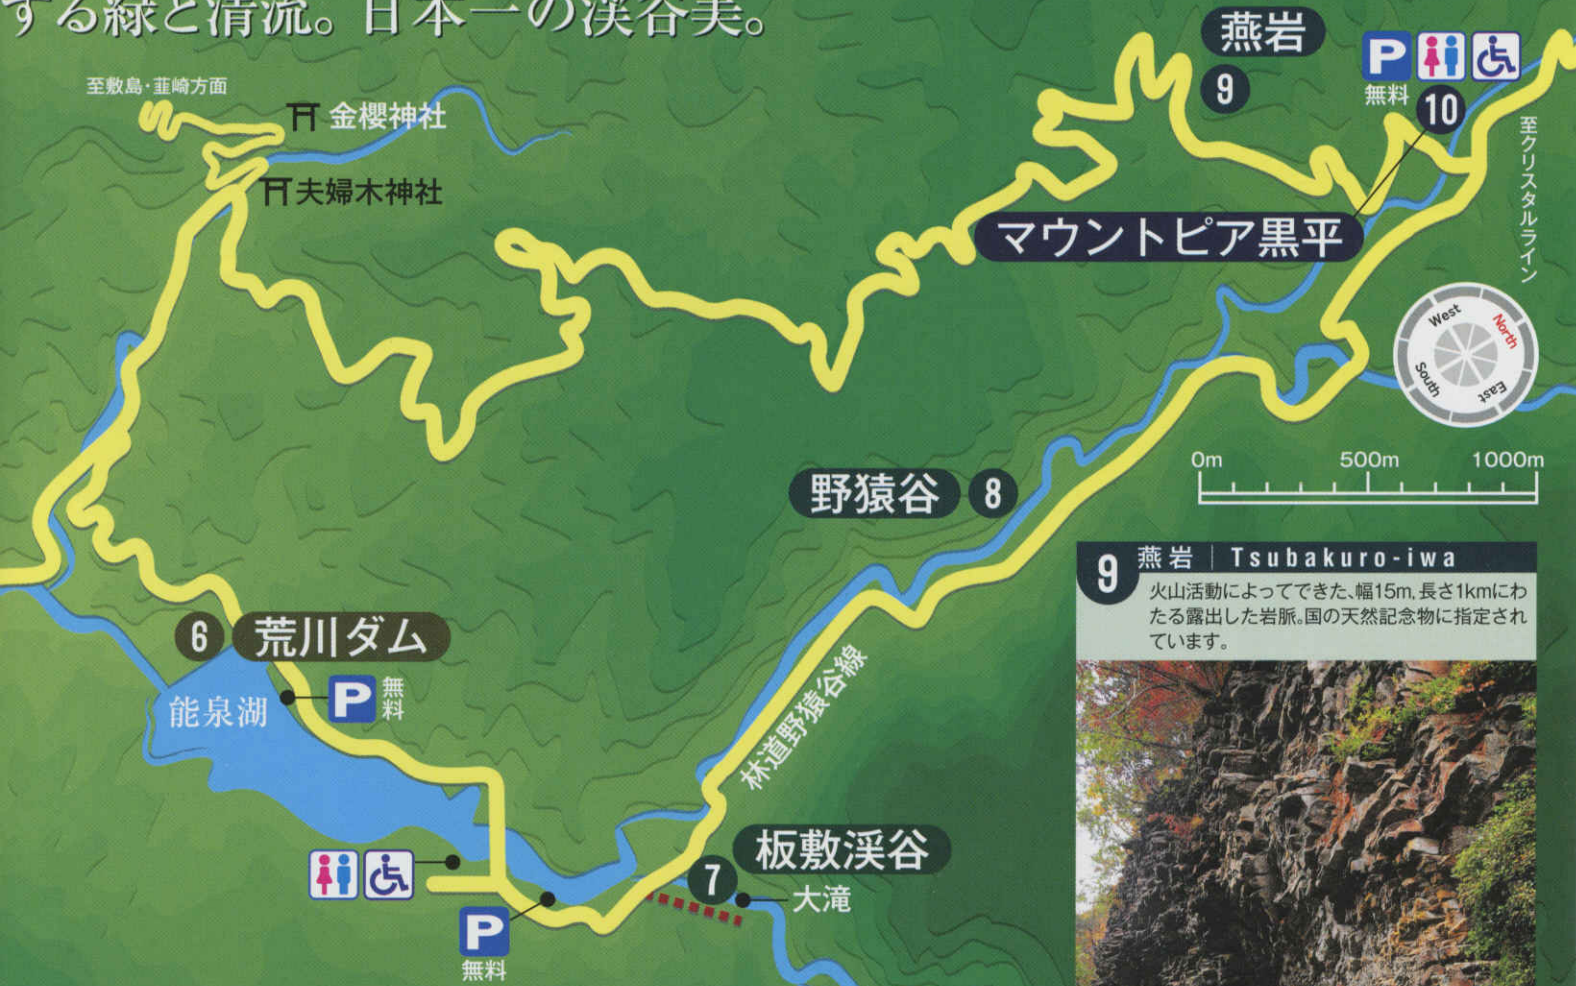 する緑と清流。日本一の渓谷美。
至敷島・韮崎方面
金櫻神社
夫婦木神社
燕岩
9
P
無料
10
至クリスタルライン
マウントピア黒平
West
North
South
East
0m 500m 1000m
野猿谷 8
9 燕岩 | Tsubakuro-iwa
火山活動によってできた、幅15m,長さ1kmにわ
たる露出した岩脈。国の天然記念物に指定され
ています。
6 荒川ダム
能泉湖
P 無料
林道野猿谷線
板敷渓谷
7
大滝
P
無料